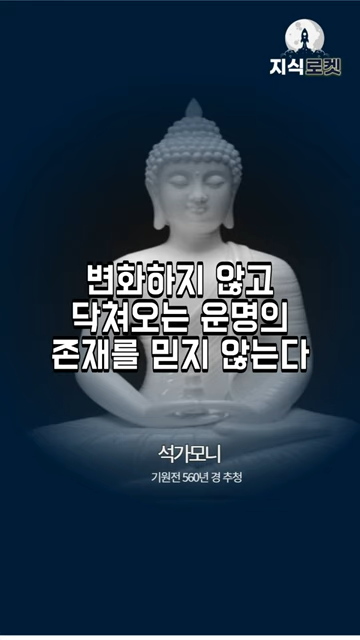 지식로켓
변화하지 않고
닥쳐오는 운명의
존재를 믿지 않는다
석가모니
기원전 560년 경 추청